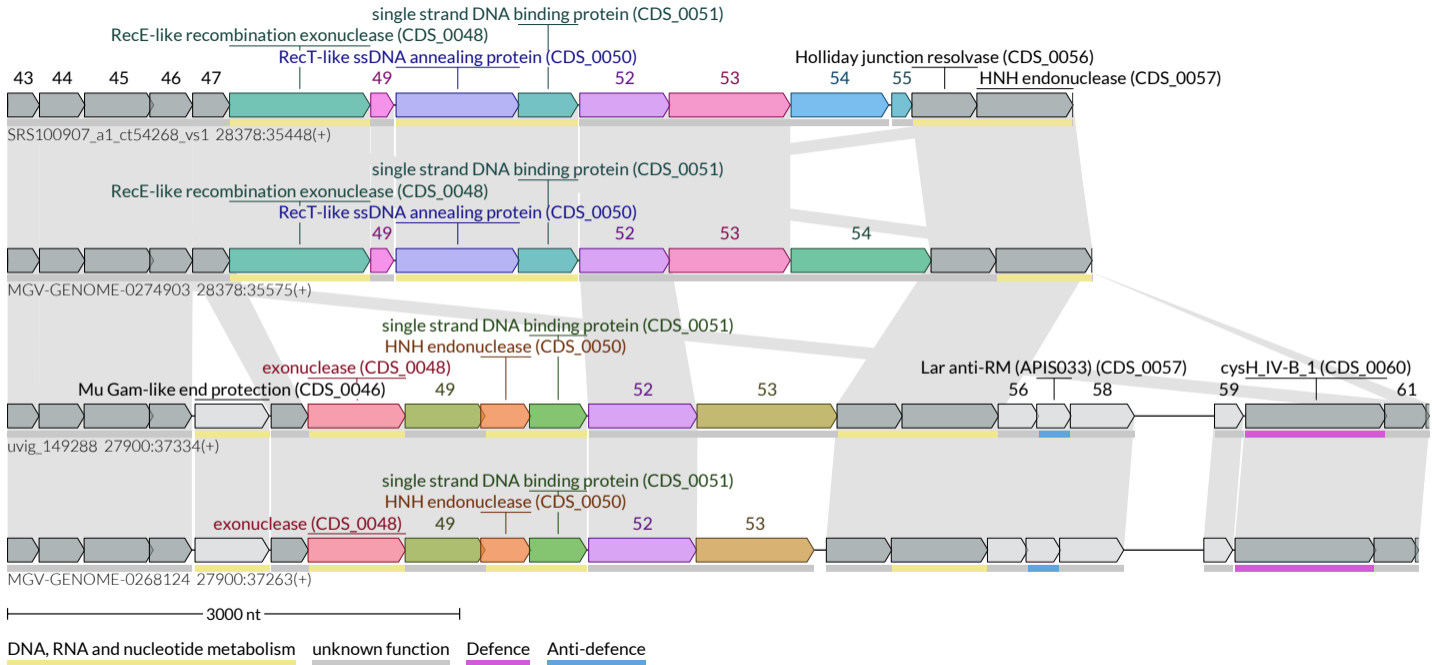 single strand DNA binding protein (CDS_0051)
RecE-like recombination exonuclease (CDS_0048)
RecT-like ssDNA annealing protein (CDS_0050) Holliday junction resolvase (CDS_0056)
43 44 45 46 47 49 52 53 54 55 HNH endonuclease (CDS_0057)
SRS100907_a1_ct54268_vs1 28378:35448(+)
single strand DNA binding protein (CDS_0051)
RecE-like recombination exonuclease (CDS_0048)
RecT-like ssDNA annealing protein (CDS_0050)
49 52 53 54
MGV-GENOME-0274903 28378:35575(+)
single strand DNA binding protein (CDS_0051)
HNH endonuclease (CDS_0050)
exonuclease (CDS_0048) Lar anti-RM (APIS033) (CDS_0057) cysH_IV-B_1 (CDS_0060)
Mu Gam-like end protection (CDS_0046) 49 52 53 56 58 59 61
uvig_149288 27900:37334(+)
single strand DNA binding protein (CDS_0051)
HNH endonuclease (CDS_0050)
exonuclease (CDS_0048) 49 52 53
MGV-GENOME-0268124 27900:37263(+)
3000 nt
DNA, RNA and nucleotide metabolism unknown function Defence Anti-defence